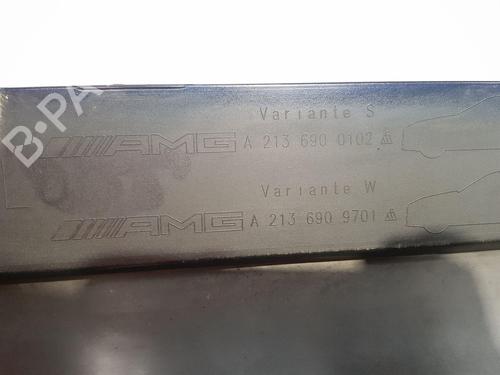 B-PA
Variante S
AMG A 213 690 0102
Variante W
AMG A 213 690 9701